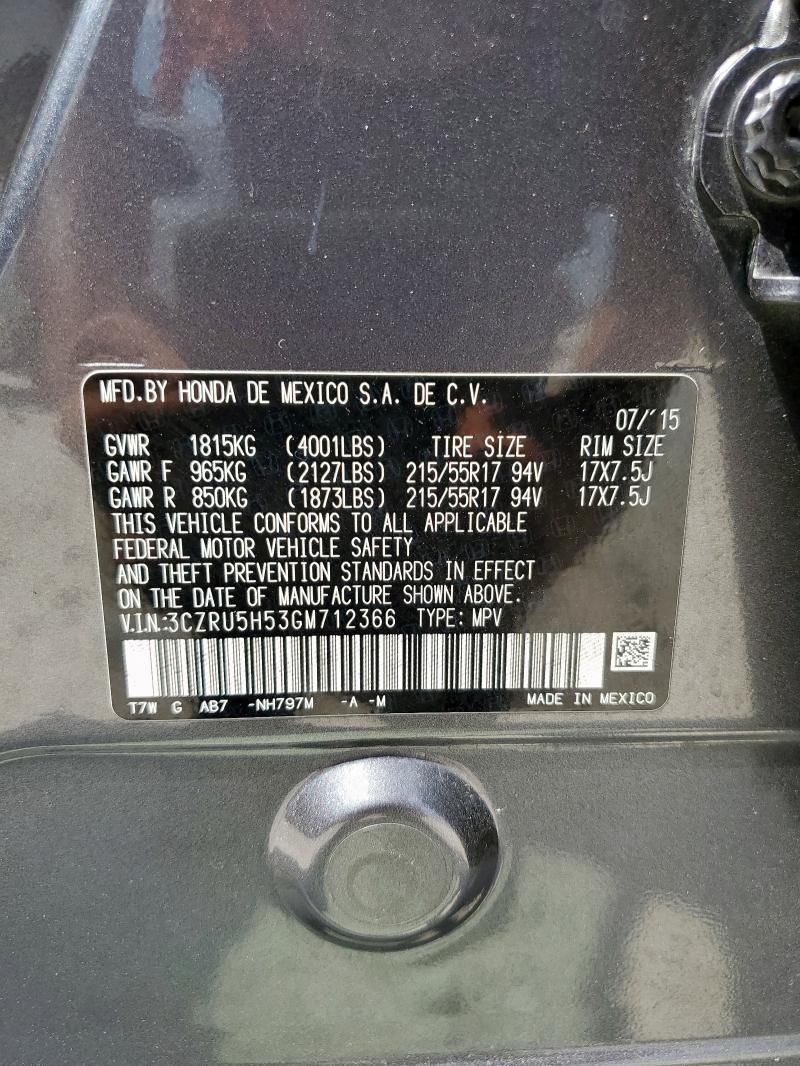 MFD.BY HONDA DE MEXICO S.A. DE C.V.
07/'15
GVWR 1815KG (4001LBS) TIRE SIZE RIM SIZE
GAWR F 965KG (2127LBS) 215/55R17 94V 17X7.5J
GAWR R 850KG (1873LBS) 215/55R17 94V 17X7.5J
THIS VEHICLE CONFORMS TO ALL APPLICABLE
FEDERAL MOTOR VEHICLE SAFETY
AND THEFT PREVENTION STANDARDS IN EFFECT
ON THE DATE OF MANUFACTURE SHOWN ABOVE.
V.I.N.:3CZRU5H53GM712366 TYPE: MPV
T7W G AB7 -NH797M -A -M MADE IN MEXICO